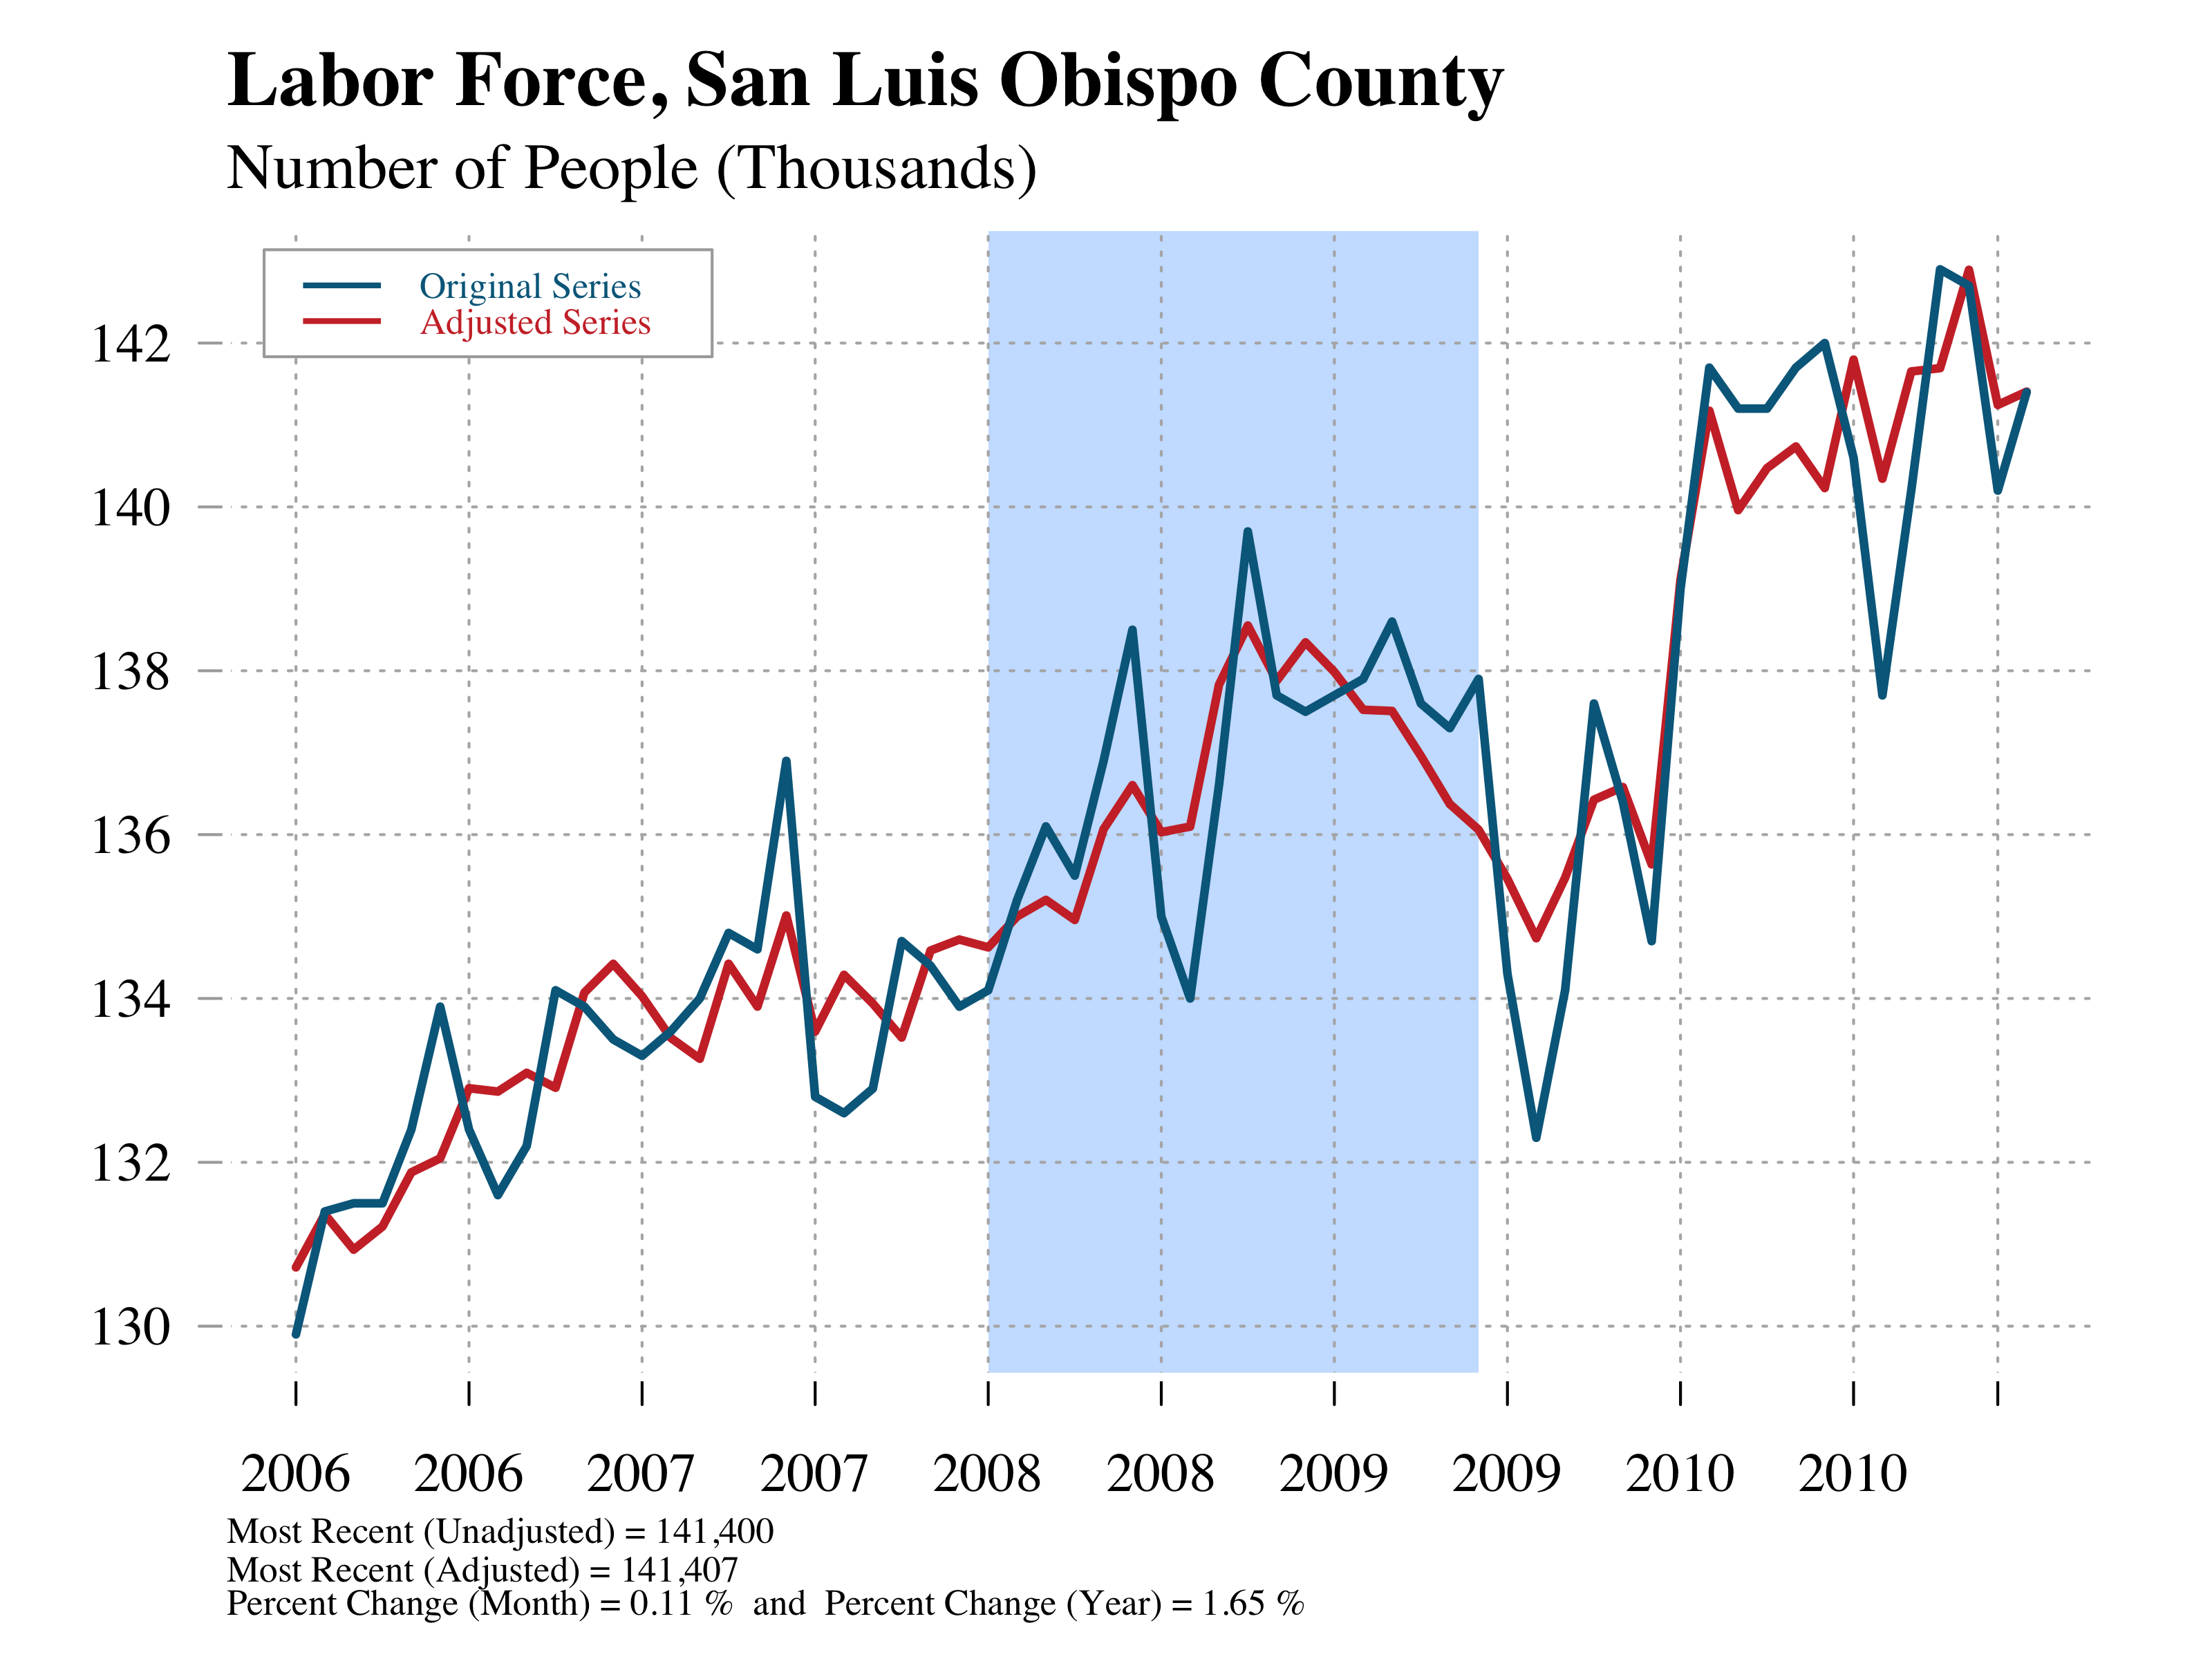 Labor Force, San Luis Obispo County
Number of People (Thousands)
Original Series
Adjusted Series
142
140
138
136
134
132
130
2006 2006 2007 2007 2008 2008 2009 2009 2010 2010
Most Recent (Unadjusted) = 141,400
Most Recent (Adjusted) = 141,407
Percent Change (Month) = 0.11 % and Percent Change (Year) = 1.65 %